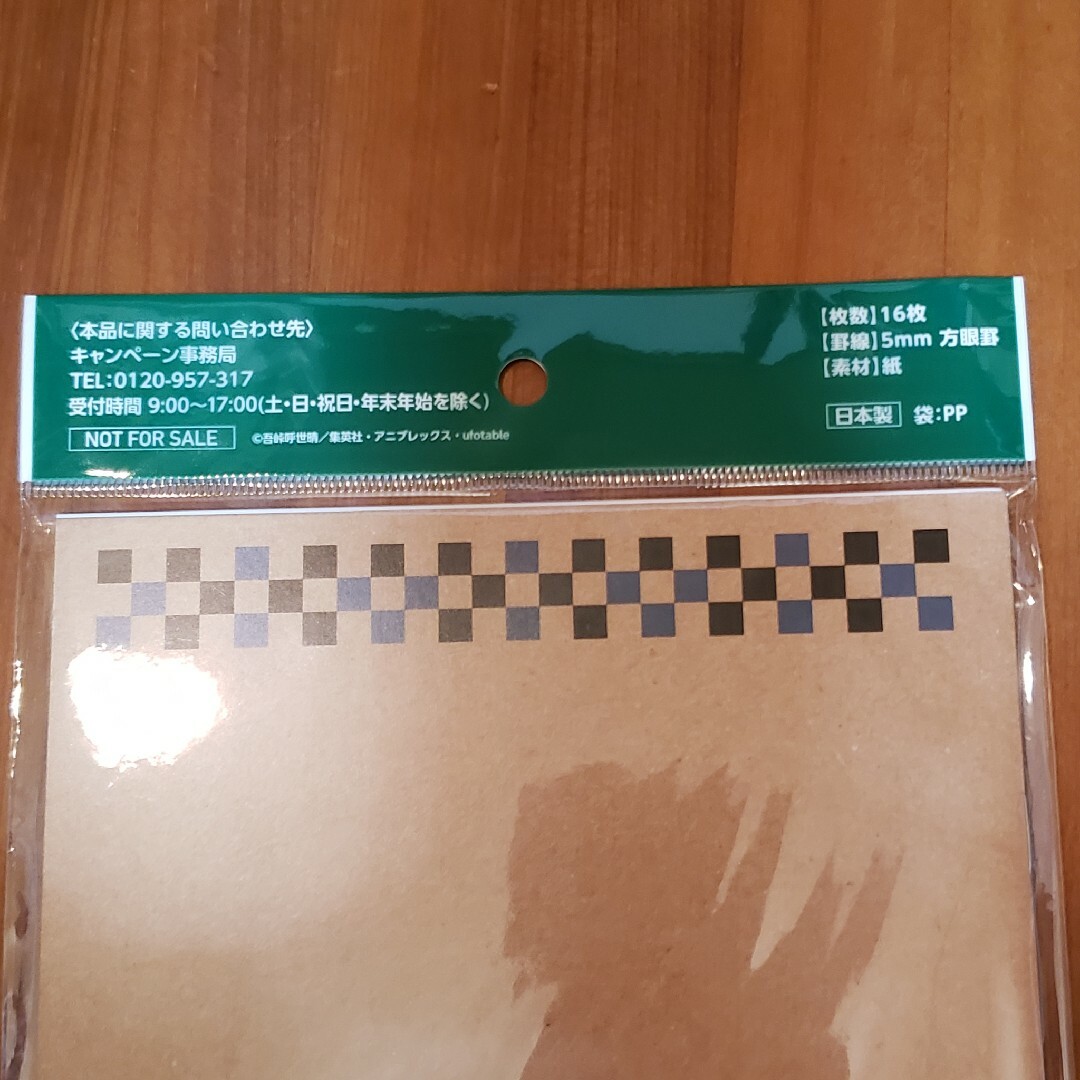 〈本品に関する問い合わせ先〉
キャンペーン事務局
TEL:0120-957-317
受付時間 9:00〜17:00(土・日・祝日・年末年始を除く)
NOT FOR SALE
©吾峠呼世晴／集英社・アニプレックス・ufotable
【枚数】16枚
【罫線】5mm 方眼罫
【素材】紙
日本製 袋:PP